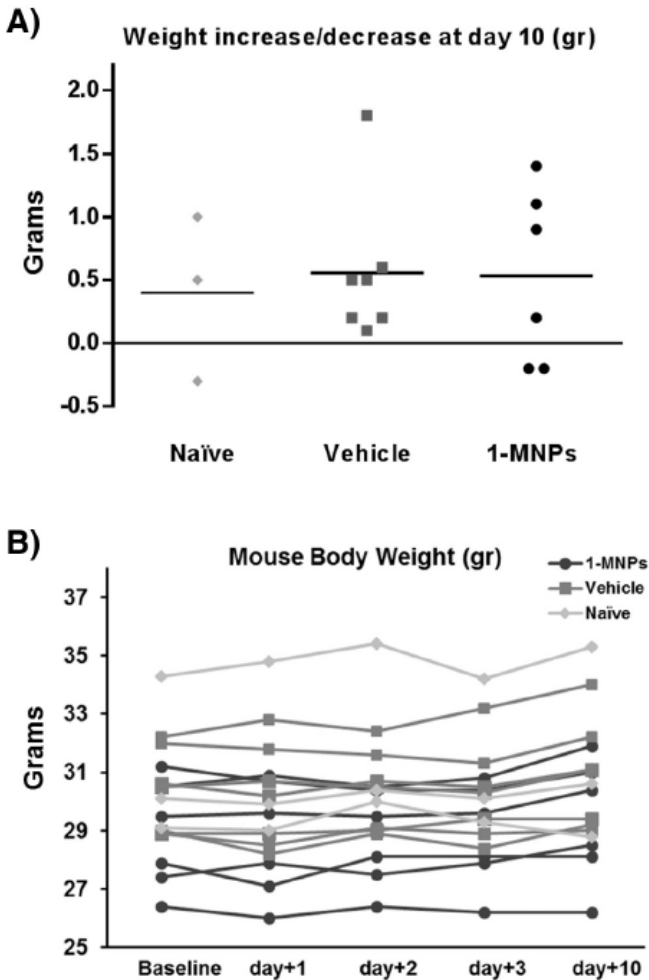 A)
Weight increase/decrease at day 10 (gr)
2.0
1.5
1.0
0.5
0.0
-0.5
Grams
Naïve Vehicle 1-MNPs
B)
Mouse Body Weight (gr)
1-MNPs
Vehicle
Naïve
37
35
33
31
29
27
25
Grams
Baseline day+1 day+2 day+3 day+10